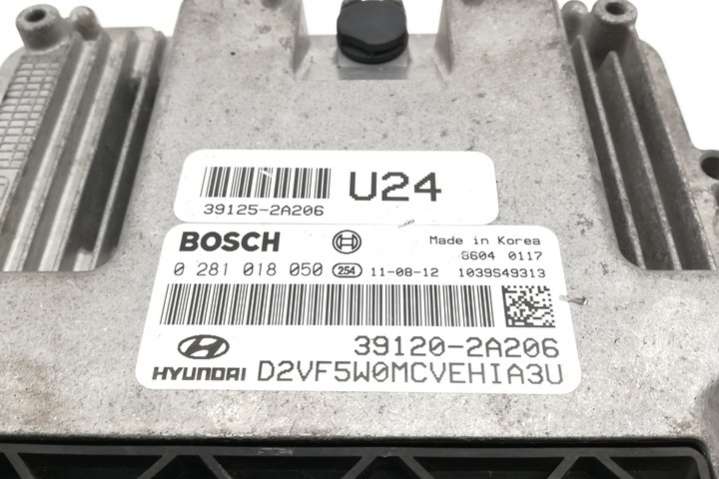 U24
39125-2A206
BOSCH Made in Korea
8604 0117
0 281 018 050 254 11-08-12 1039S49313
39120-2A206
HYUNDAI D2VF5W0MCVEHIA3U